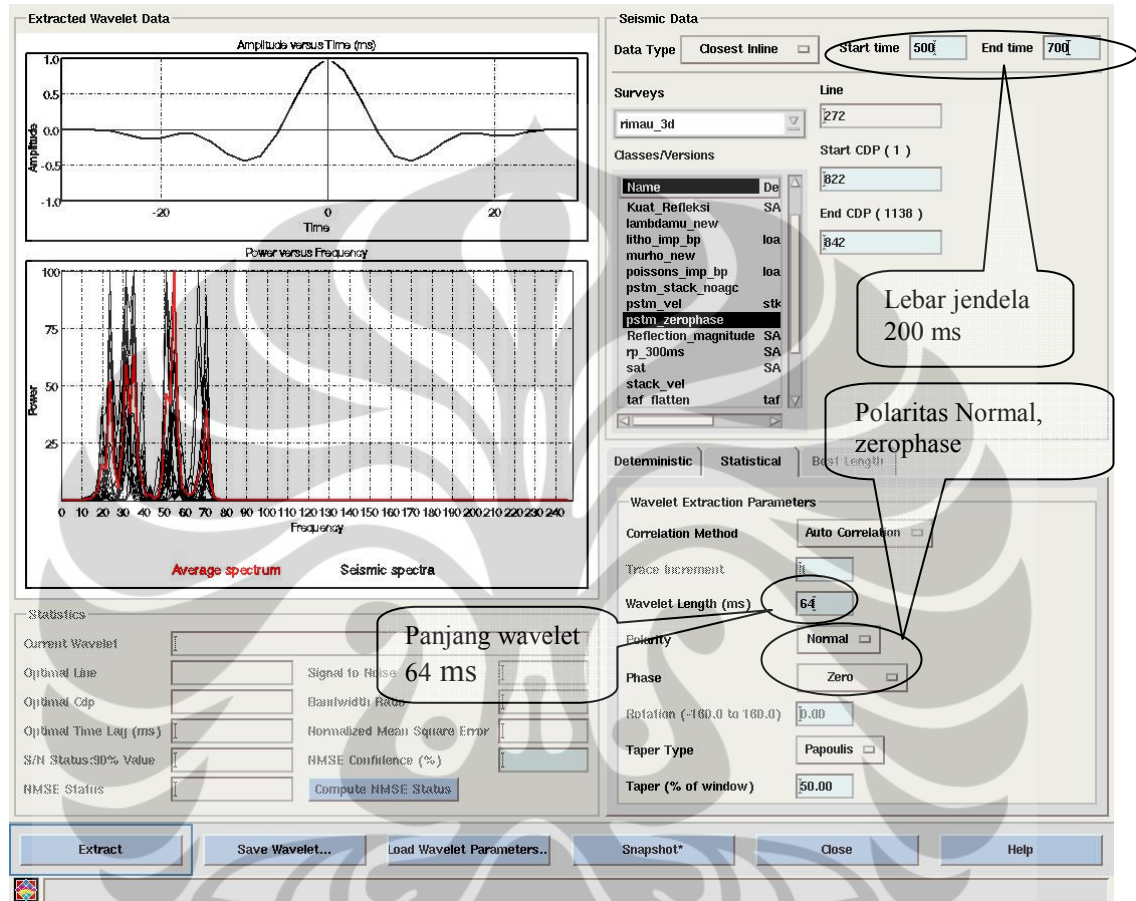 Extracted Wavelet Data
Amplitude versus Time (ms)
1.0
0.5
0.0
-0.5
-1.0
Amplitude
-20 0 20
Time
Power versus Frequency
100
75
50
25
Power
0 10 20 30 40 50 60 70 80 90 100 110 120 130 140 150 160 170 180 190 200 210 220 230 240
Frequency
Average spectrum Seismic spectra
Statistics
Current Wavelet
Optimal Line
Signal to Noise
Optimal Cdp
Bandwidth Ratio
Optimal Time Lag (ms)
Normalized Mean Square Error
S/N Status:90% Value
NMSE Confidence (%)
NMSE Status
Compute NMSE Status
Seismic Data
Data Type Closest Inline Start time 500 End time 700
Surveys
rimau_3d
Line
272
Start CDP ( 1 )
822
End CDP ( 1138 )
842
Classes/Versions
Name De
Kuat_Refleksi SA
lambdamu_new
litho_imp_bp loa
murho_new
poissons_imp_bp loa
pstm_stack_noagc
pstm_vel stk
pstm_zerophase
Reflection_magnitude SA
rp_300ms SA
sat SA
stack_vel
taf_flatten taf
Lebar jendela
200 ms
Polaritas Normal,
zerophase
Deterministic Statistical Best Length
Wavelet Extraction Parameters
Correlation Method Auto Correlation
Trace Increment
Wavelet Length (ms) 64
Polarity Normal
Phase Zero
Rotation (-180.0 to 180.0) 0.00
Taper Type Papoulis
Taper (% of window) 50.00
Panjang wavelet
64 ms
Extract Save Wavelet... Load Wavelet Parameters.. Snapshot* Close Help